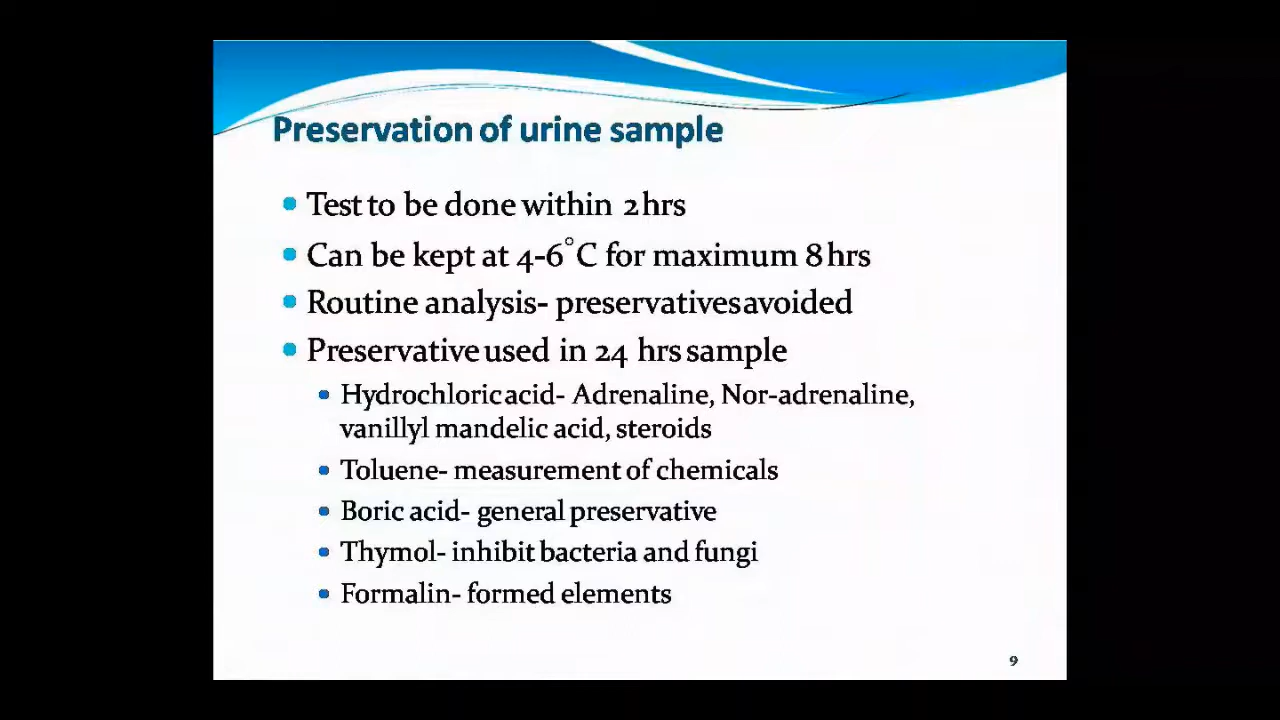 Preservation of urine sample
Test to be done within 2 hrs
Can be kept at 4-6°C for maximum 8 hrs
Routine analysis- preservatives avoided
Preservative used in 24 hrs sample
Hydrochloric acid- Adrenaline, Nor-adrenaline,
vanillyl mandelic acid, steroids
Toluene- measurement of chemicals
Boric acid- general preservative
Thymol- inhibit bacteria and fungi
Formalin- formed elements
9